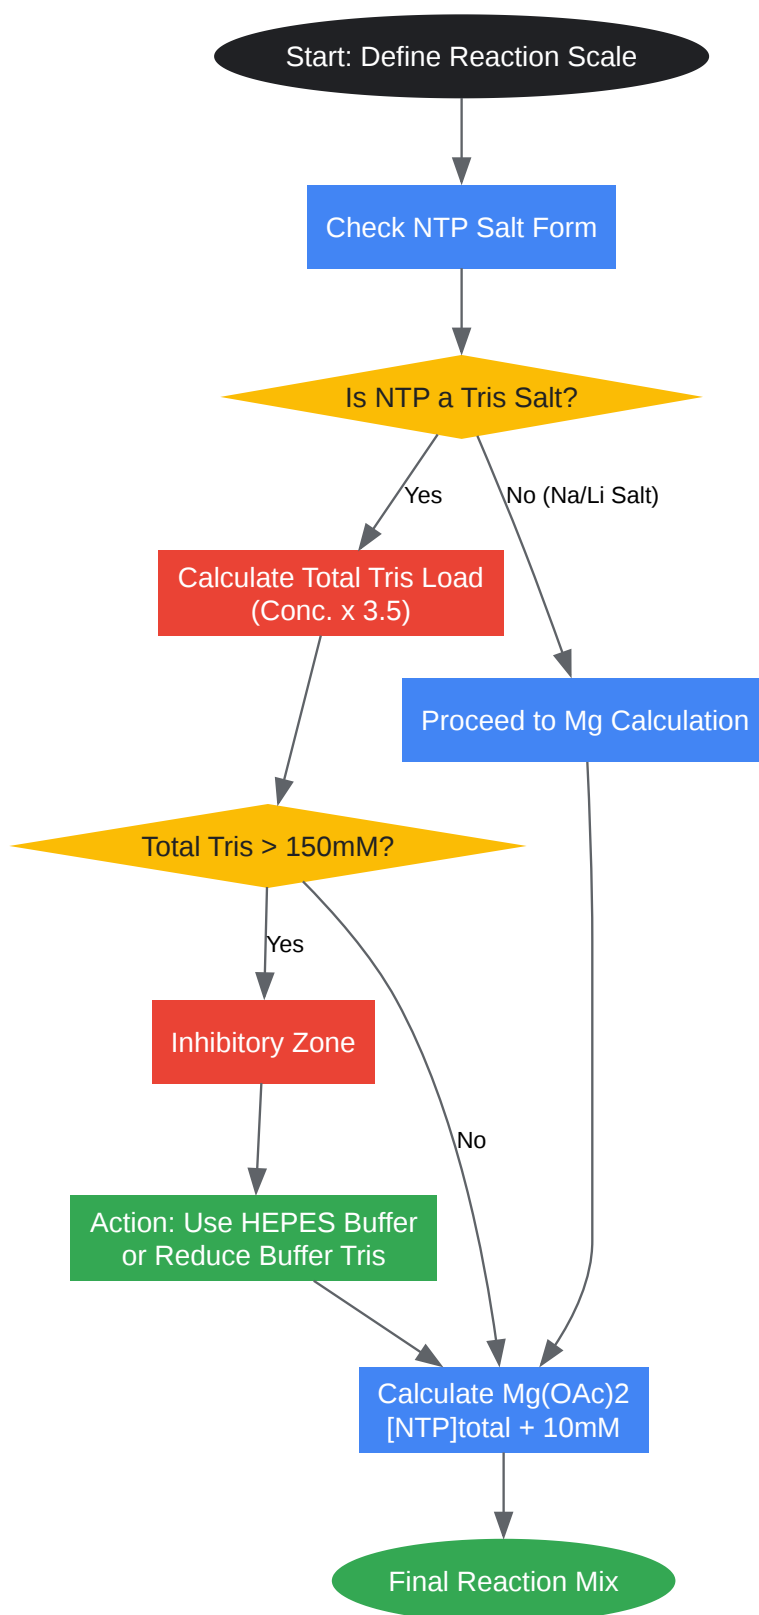 Start: Define Reaction Scale
Check NTP Salt Form
Is NTP a Tris Salt?
Yes
No (Na/Li Salt)
Calculate Total Tris Load
(Conc. x 3.5)
Proceed to Mg Calculation
Total Tris > 150mM?
Yes
Inhibitory Zone
No
Action: Use HEPES Buffer
or Reduce Buffer Tris
Calculate Mg(OAc)2
[NTP]total + 10mM
Final Reaction Mix